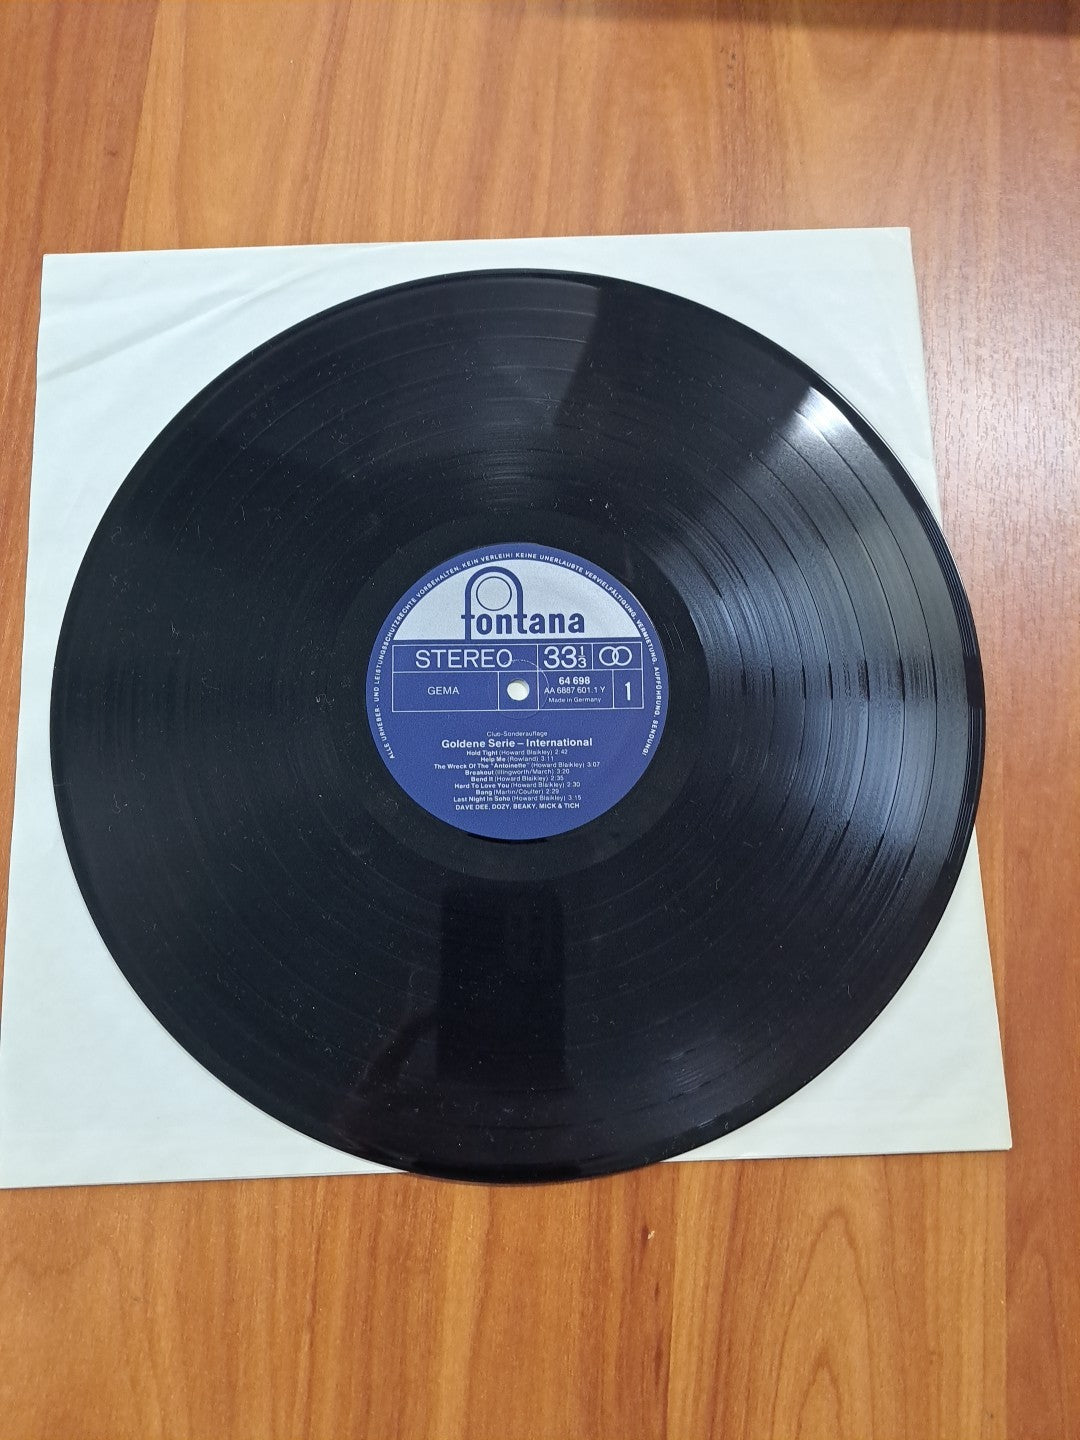 ALLE URHEBER- UND LEISTUNGSSCHUTZRECHTE VORBEHALTEN. KEIN VERLEIH! KEINE UNERLAUBTE VERVIELFÄLTIGUNG, VERMIETUNG, AUFFÜHRUNG, SENDUNG!
fontana
STEREO 33 1/3
GEMA
64 698
AA 6887 601.1 Y
Made in Germany
1
Club-Sonderauflage
Goldene Serie – International
Hold Tight (Howard Blaikley) 2:42
Help Me (Rowland) 3:11
The Wreck Of The "Antoinette" (Howard Blaikley) 3:07
Breakout (Illingworth/March) 3:20
Bend It (Howard Blaikley) 2:35
Hard To Love You (Howard Blaikley) 2.30
Bang (Martin/Coulter) 2:29
Last Night In Soho (Howard Blaikley) 3:15
DAVE DEE, DOZY, BEAKY, MICK & TICH